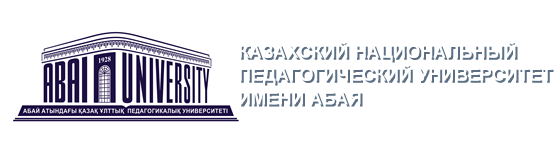 1928
ABAI UNIVERSITY
АБАЙ АТЫНДАҒЫ ҚАЗАҚ ҰЛТТЫҚ ПЕДАГОГИКАЛЫҚ УНИВЕРСИТЕТІ
КАЗАХСКИЙ НАЦИОНАЛЬНЫЙ
ПЕДАГОГИЧЕСКИЙ УНИВЕРСИТЕТ
ИМЕНИ АБАЯ